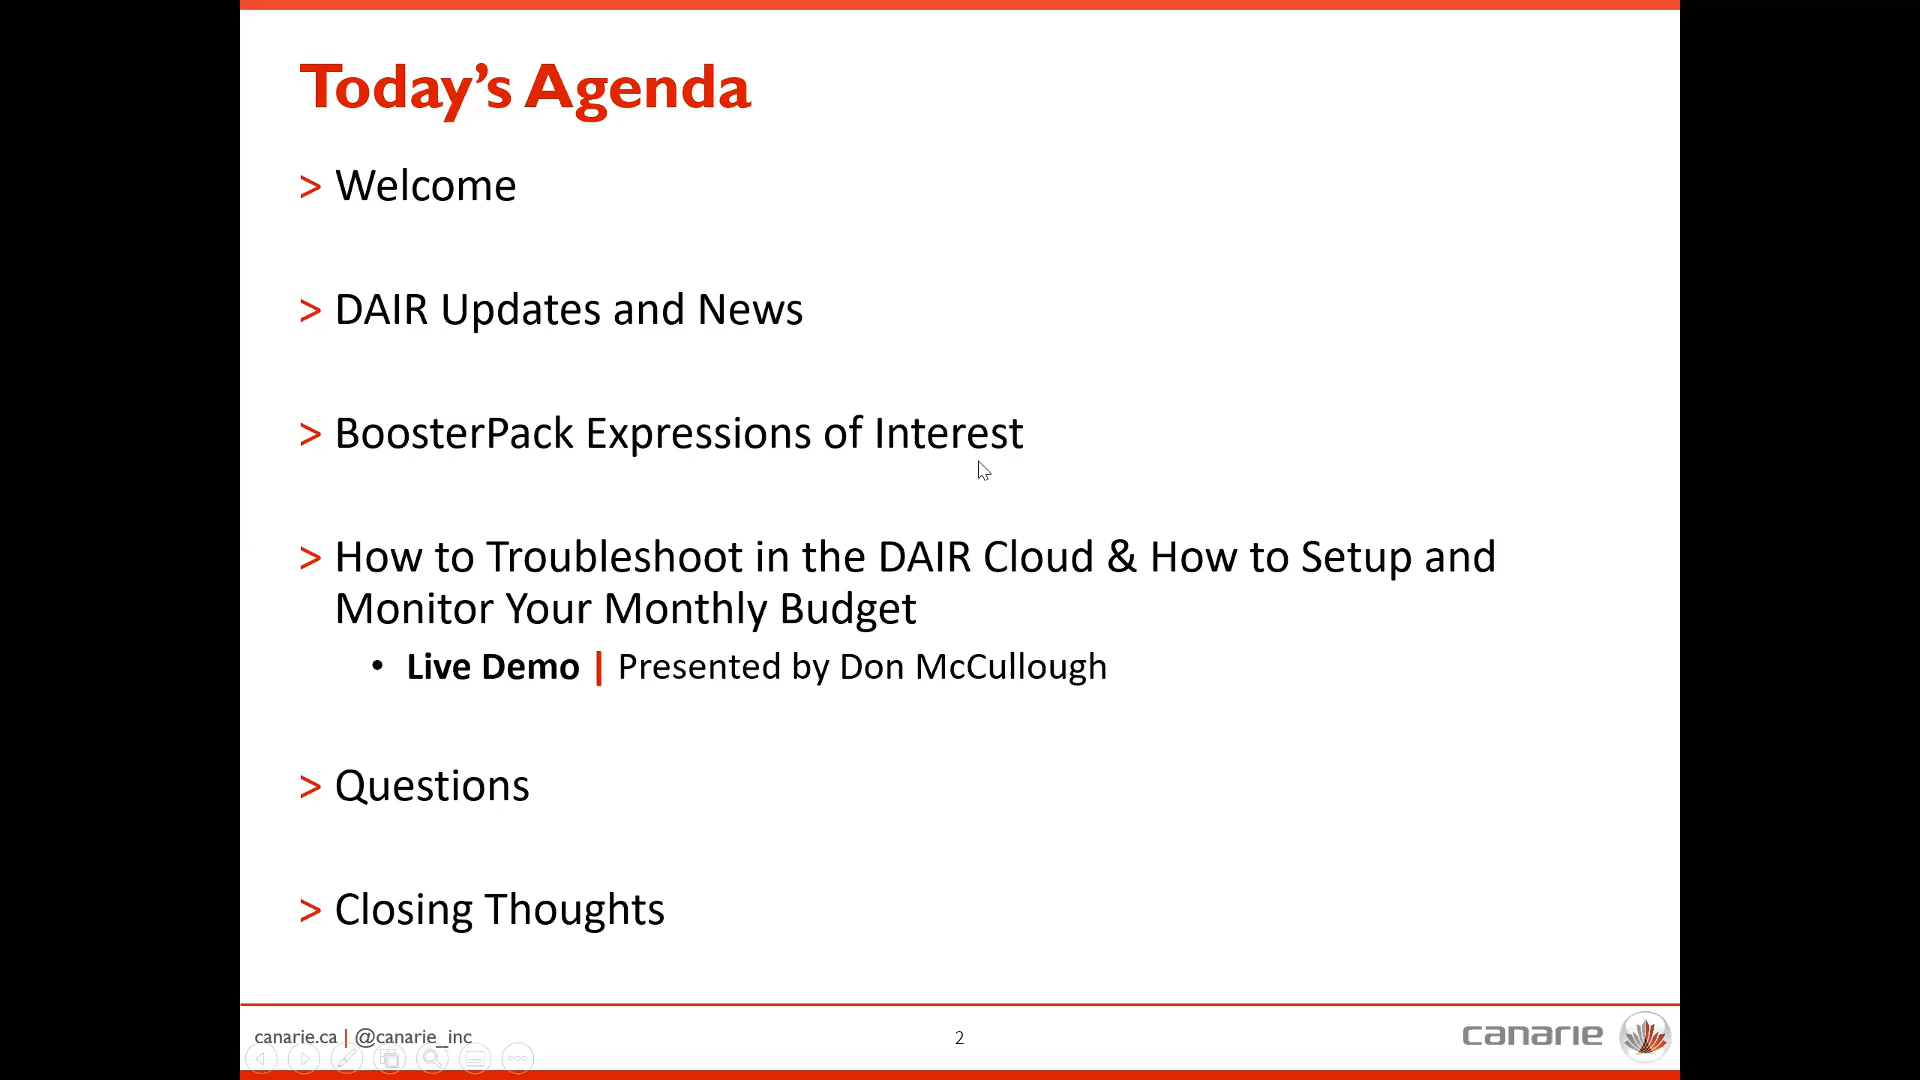 Today’s Agenda
> Welcome
> DAIR Updates and News
> BoosterPack Expressions of Interest
> How to Troubleshoot in the DAIR Cloud & How to Setup and
Monitor Your Monthly Budget
• Live Demo | Presented by Don McCullough
> Questions
> Closing Thoughts
canarie.ca | @canarie_inc
2
canarie